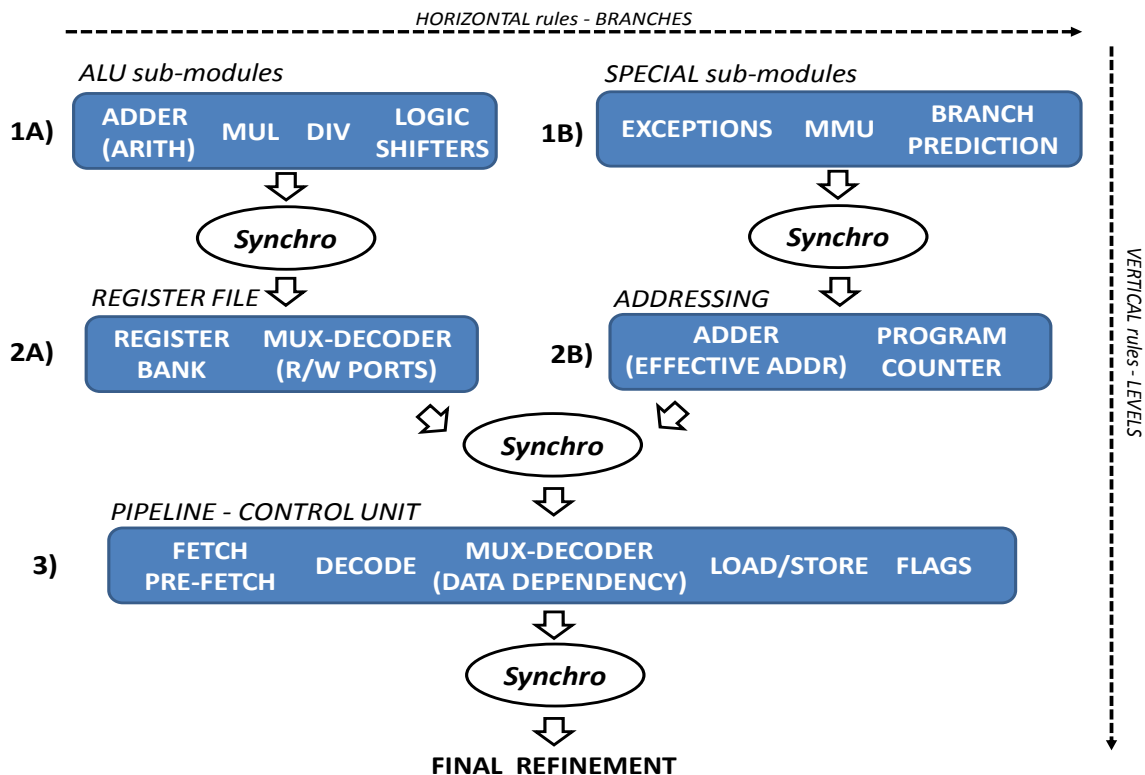 HORIZONTAL rules - BRANCHES
ALU sub-modules
SPECIAL sub-modules
1A)
ADDER
(ARITH)
MUL
DIV
LOGIC
SHIFTERS
1B)
EXCEPTIONS
MMU
BRANCH
PREDICTION
Synchro
Synchro
REGISTER FILE
ADDRESSING
2A)
REGISTER
BANK
MUX-DECODER
(R/W PORTS)
2B)
ADDER
(EFFECTIVE ADDR)
PROGRAM
COUNTER
VERTICAL rules - LEVELS
Synchro
PIPELINE - CONTROL UNIT
3)
FETCH
PRE-FETCH
DECODE
MUX-DECODER
(DATA DEPENDENCY)
LOAD/STORE
FLAGS
Synchro
FINAL REFINEMENT